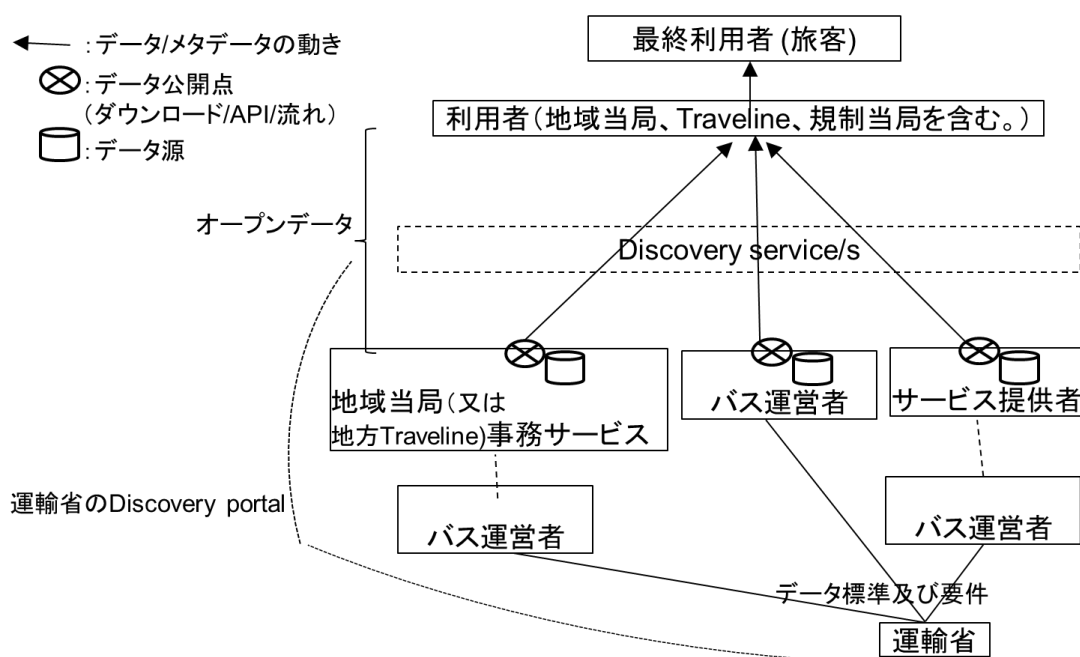 :データ/メタデータの動き
:データ公開点
(ダウンロード/API/流れ)
:データ源
最終利用者 (旅客)
利用者(地域当局、Traveline、規制当局を含む。)
オープンデータ
Discovery service/s
地域当局(又は
地方Traveline)事務サービス
バス運営者
サービス提供者
運輸省のDiscovery portal
バス運営者
バス運営者
データ標準及び要件
運輸省